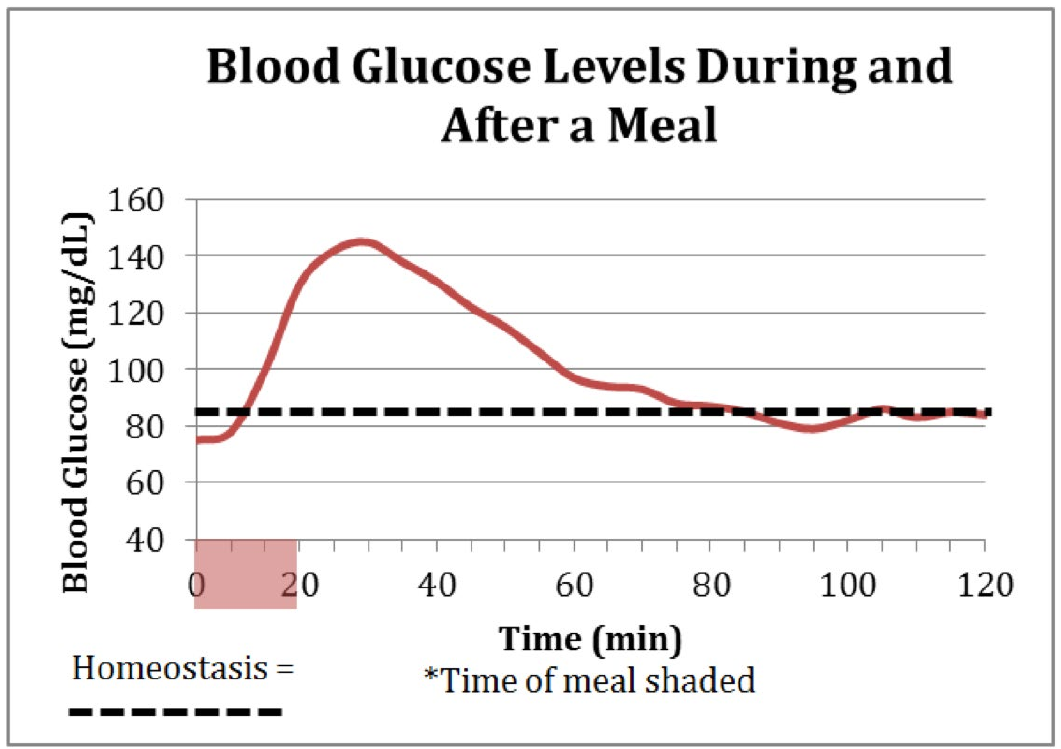 Blood Glucose Levels During and
After a Meal
Blood Glucose (mg/dL)
160
140
120
100
80
60
40
0 20 40 60 80 100 120
Time (min)
Homeostasis =
*Time of meal shaded